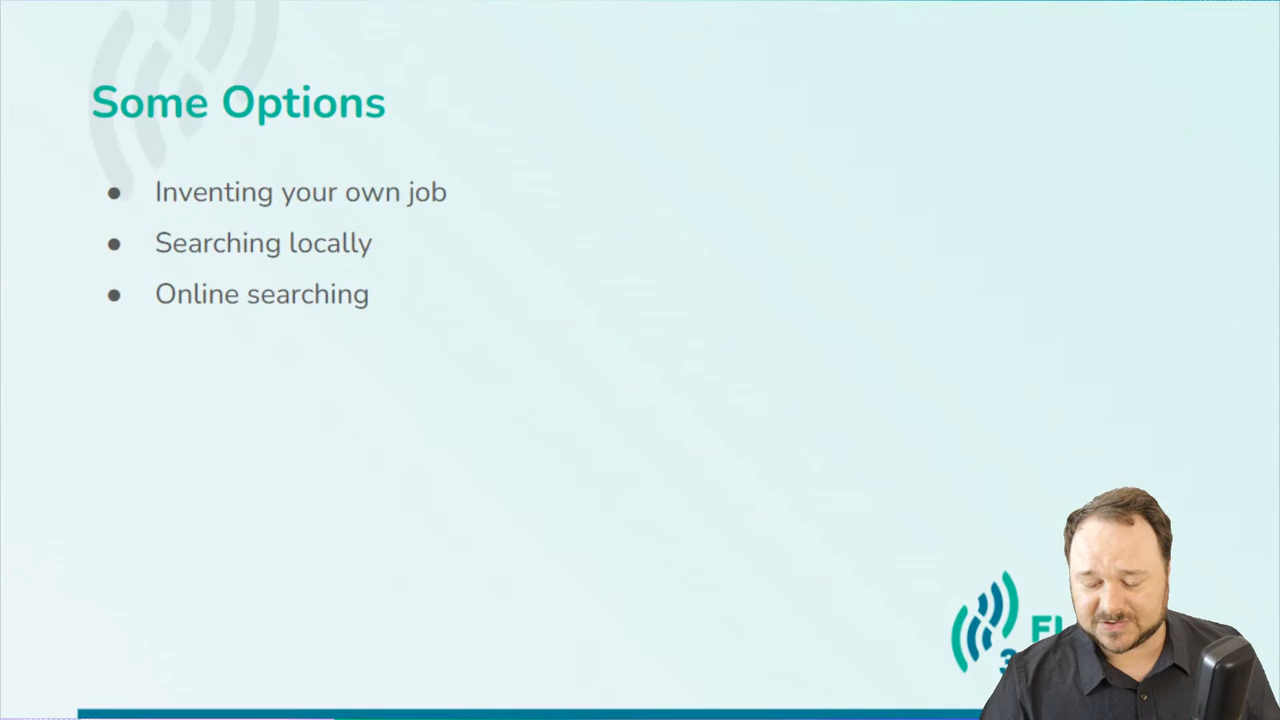 Some Options
● Inventing your own job
● Searching locally
● Online searching